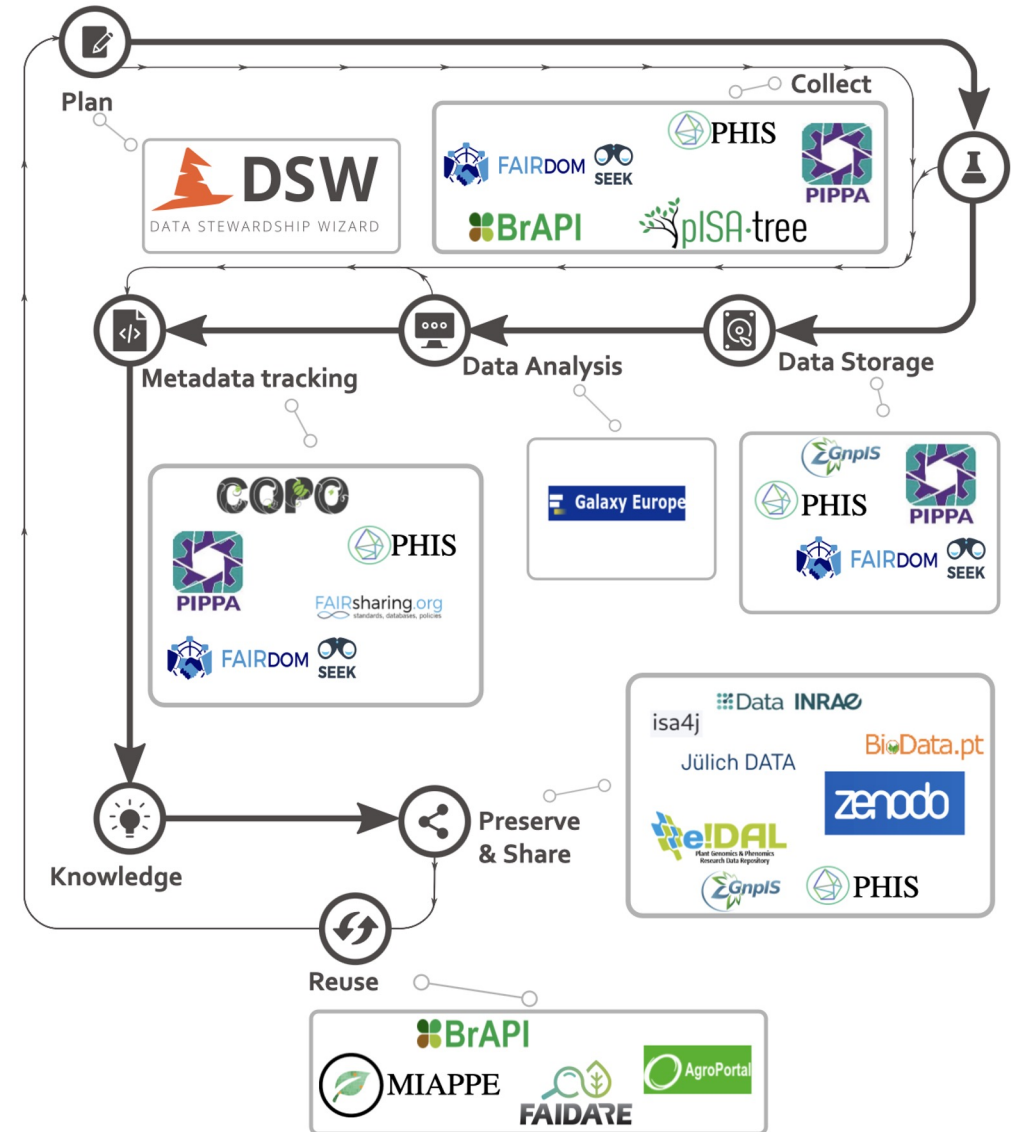 Plan
Collect
DSW
DATA STEWARDSHIP WIZARD
PHIS
FAIRDOM
SEEK
PIPPA
BrAPI
pISA·tree
</>
Metadata tracking
Data Analysis
Data Storage
COPO
PHIS
PIPPA
FAIRsharing.org
standards, databases, policies
FAIRDOM
SEEK
Galaxy Europe
GnpIS
PHIS
PIPPA
FAIRDOM
SEEK
Data INRAE
isa4j
BioData.pt
Jülich DATA
zenodo
e!DAL
Plant Genomics & Phenomics
Research Data Repository
GnpIS
PHIS
Knowledge
Preserve
& Share
Reuse
BrAPI
MIAPPE
FAIDARE
AgroPortal